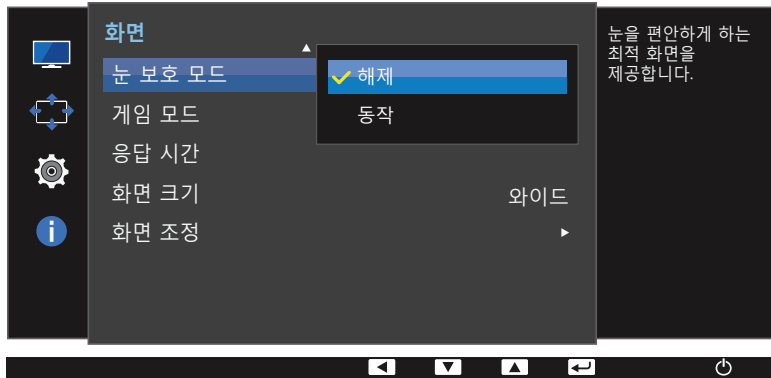 화면
눈 보호 모드
해제
게임 모드
동작
응답 시간
화면 크기
와이드
화면 조정
눈을 편안하게 하는
최적 화면을
제공합니다.